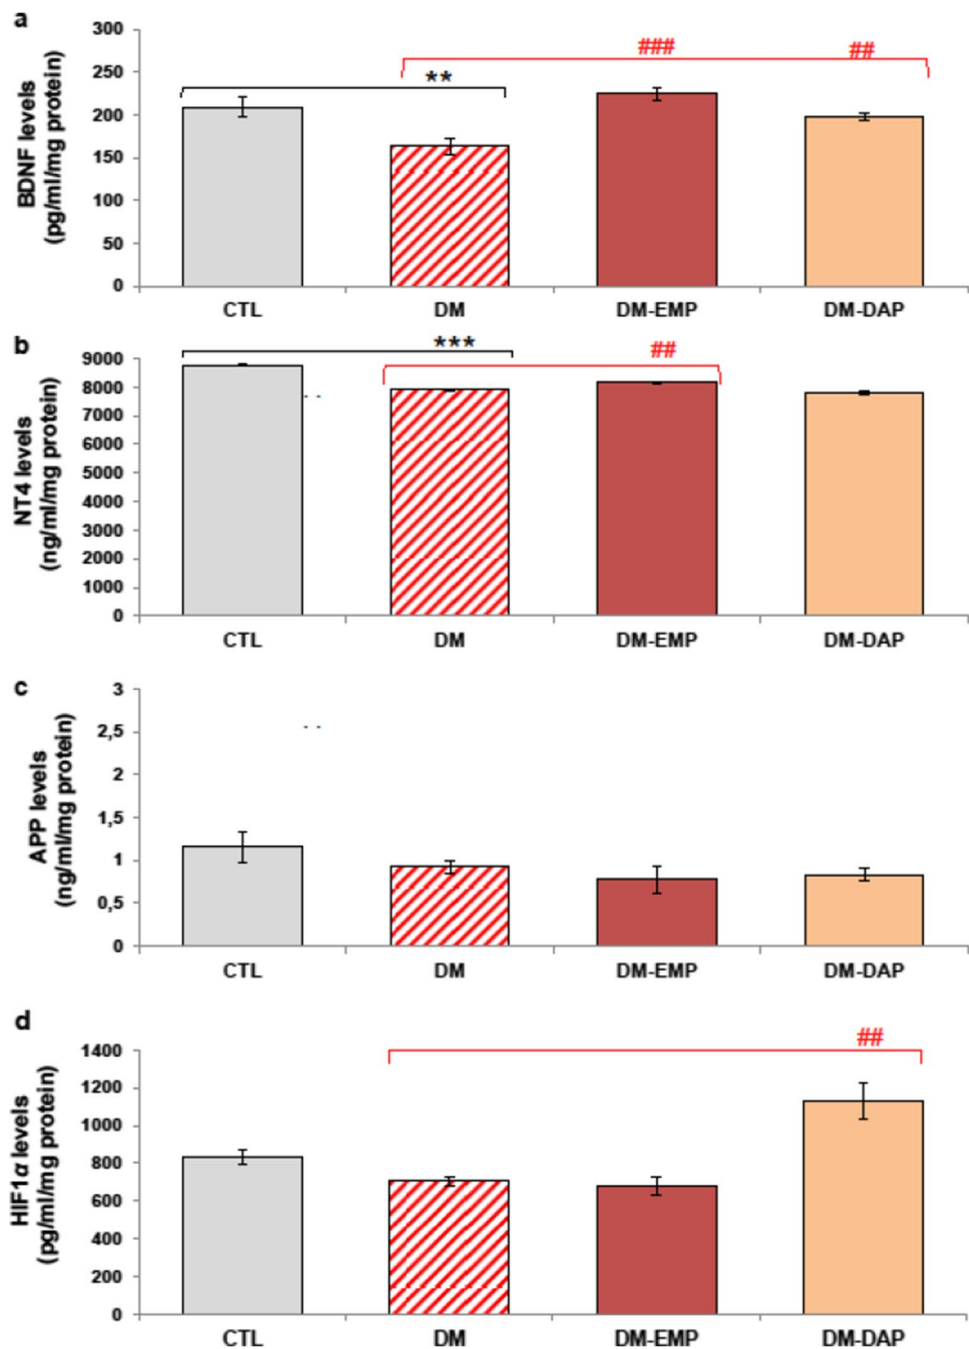 a
BDNF levels
(pg/ml/mg protein)
300
250
200
150
100
50
0
**
###
##
CTL
DM
DM-EMP
DM-DAP
b
NT4 levels
(ng/ml/mg protein)
9000
8000
7000
6000
5000
4000
3000
2000
1000
0
***
##
CTL
DM
DM-EMP
DM-DAP
c
APP levels
(ng/ml/mg protein)
3
2,5
2
1,5
1
0,5
0
CTL
DM
DM-EMP
DM-DAP
d
HIF1α levels
(pg/ml/mg protein)
1400
1200
1000
800
600
400
200
0
##
CTL
DM
DM-EMP
DM-DAP